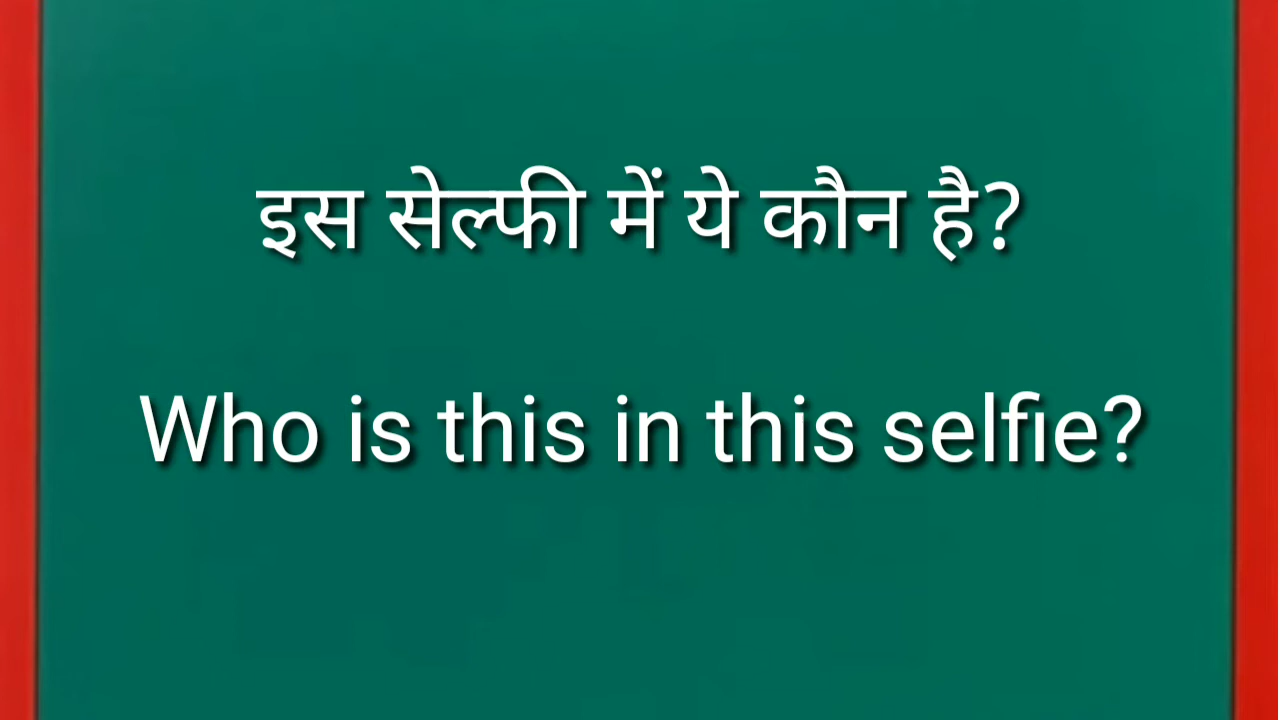 इस सेल्फी में ये कौन है?
Who is this in this selfie?